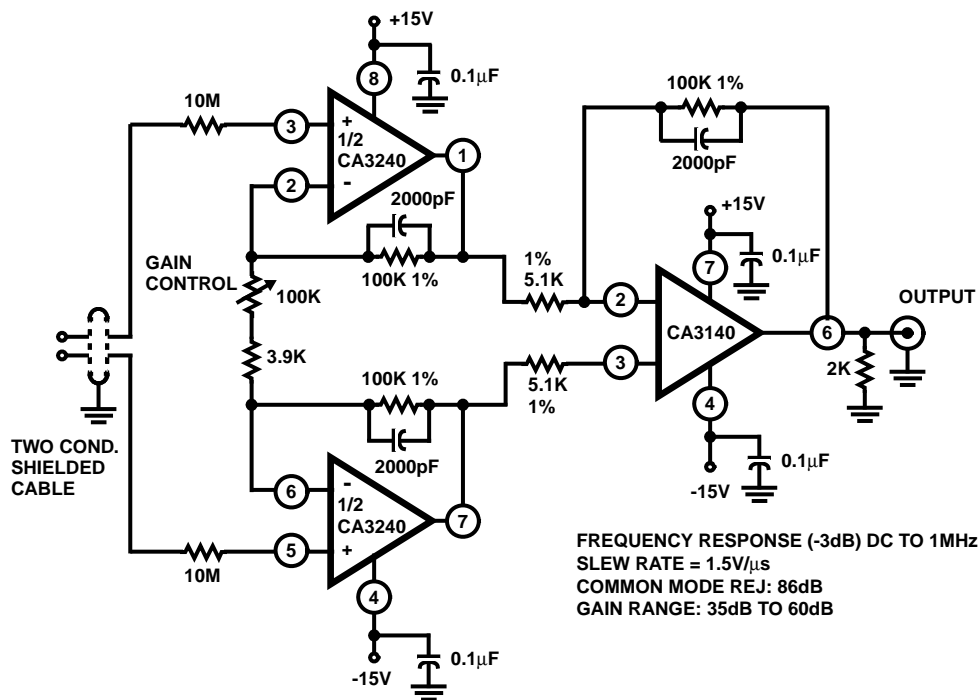 +15V
8
0.1μF
10M
3
+
1/2
CA3240
1
2
-
2000pF
100K 1%
GAIN
CONTROL
100K
3.9K
100K 1%
2000pF
TWO COND.
SHIELDED
CABLE
6
-
1/2
CA3240
7
5
+
10M
4
0.1μF
-15V
100K 1%
2000pF
+15V
7
0.1μF
1%
5.1K
2
CA3140
3
5.1K
1%
6
OUTPUT
2K
4
0.1μF
-15V
FREQUENCY RESPONSE (-3dB) DC TO 1MHz
SLEW RATE = 1.5V/μs
COMMON MODE REJ: 86dB
GAIN RANGE: 35dB TO 60dB